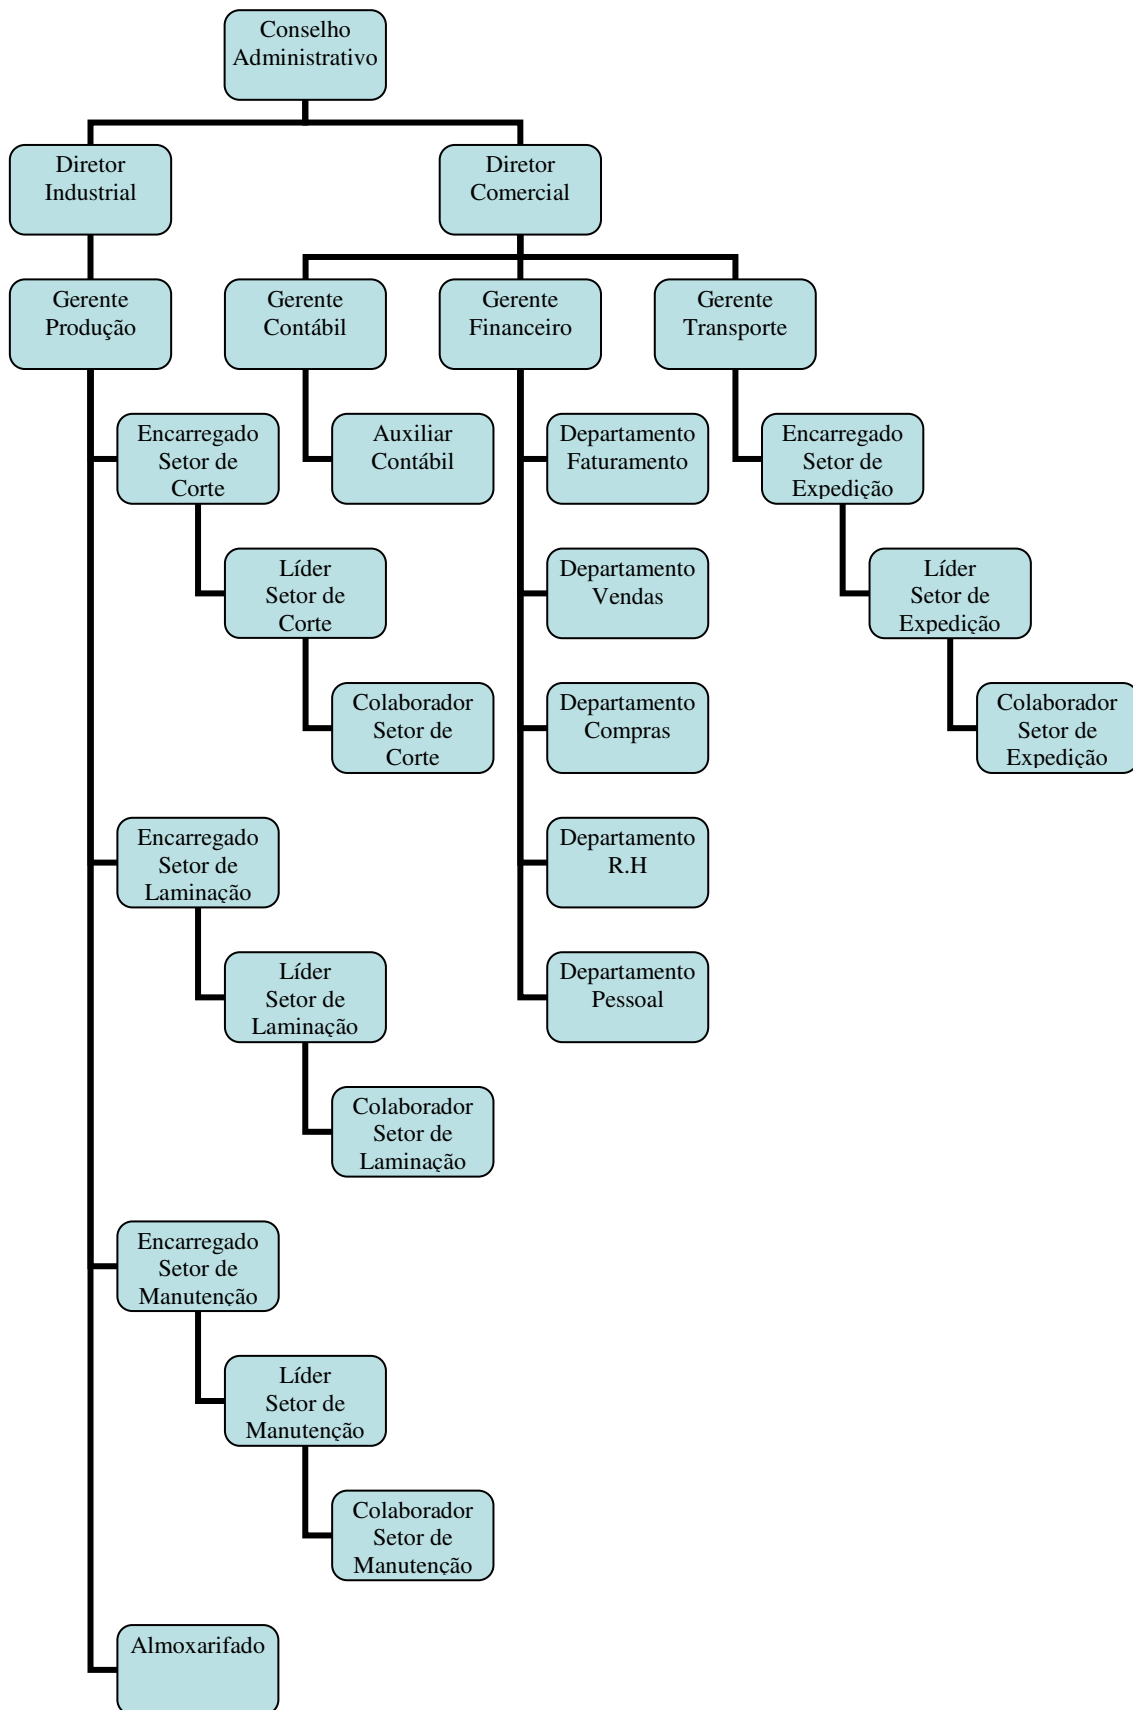 Conselho
Administrativo
Diretor
Industrial
Diretor
Comercial
Gerente
Produção
Gerente
Contábil
Gerente
Financeiro
Gerente
Transporte
Encarregado
Setor de
Corte
Auxiliar
Contábil
Departamento
Faturamento
Encarregado
Setor de
Expedição
Líder
Setor de
Corte
Departamento
Vendas
Líder
Setor de
Expedição
Colaborador
Setor de
Corte
Departamento
Compras
Colaborador
Setor de
Expedição
Encarregado
Setor de
Laminação
Departamento
R.H
Líder
Setor de
Laminação
Departamento
Pessoal
Colaborador
Setor de
Laminação
Encarregado
Setor de
Manutenção
Líder
Setor de
Manutenção
Colaborador
Setor de
Manutenção
Almoxarifado